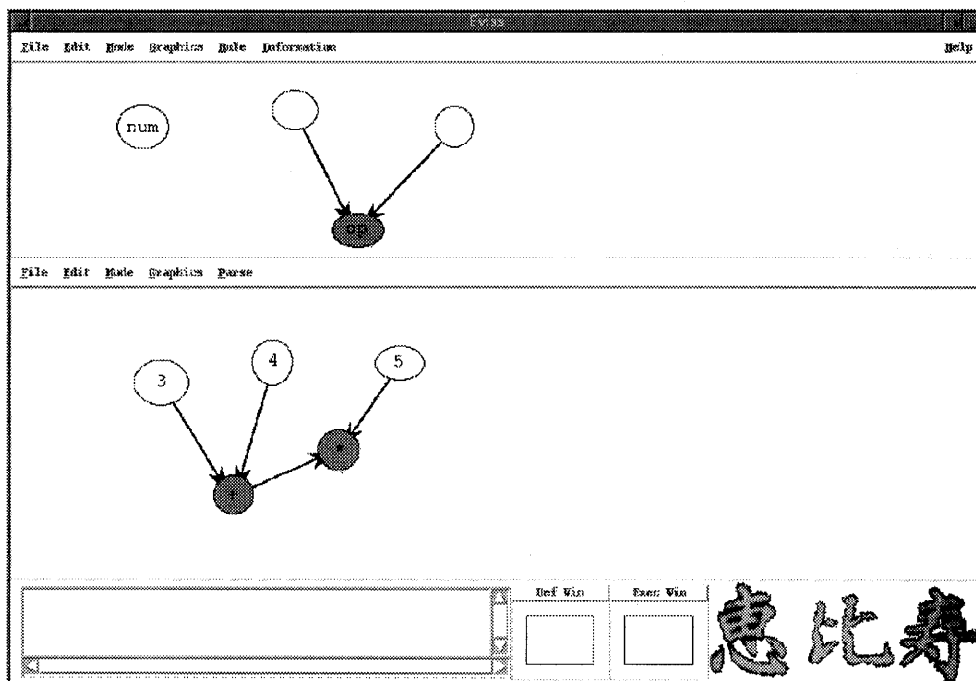 Eviss
File Edit Mode Graphics Rule Information Help
num
op
File Edit Mode Graphics Parse
3 4 5
*
+
Def Win Exec Win
恵比寿